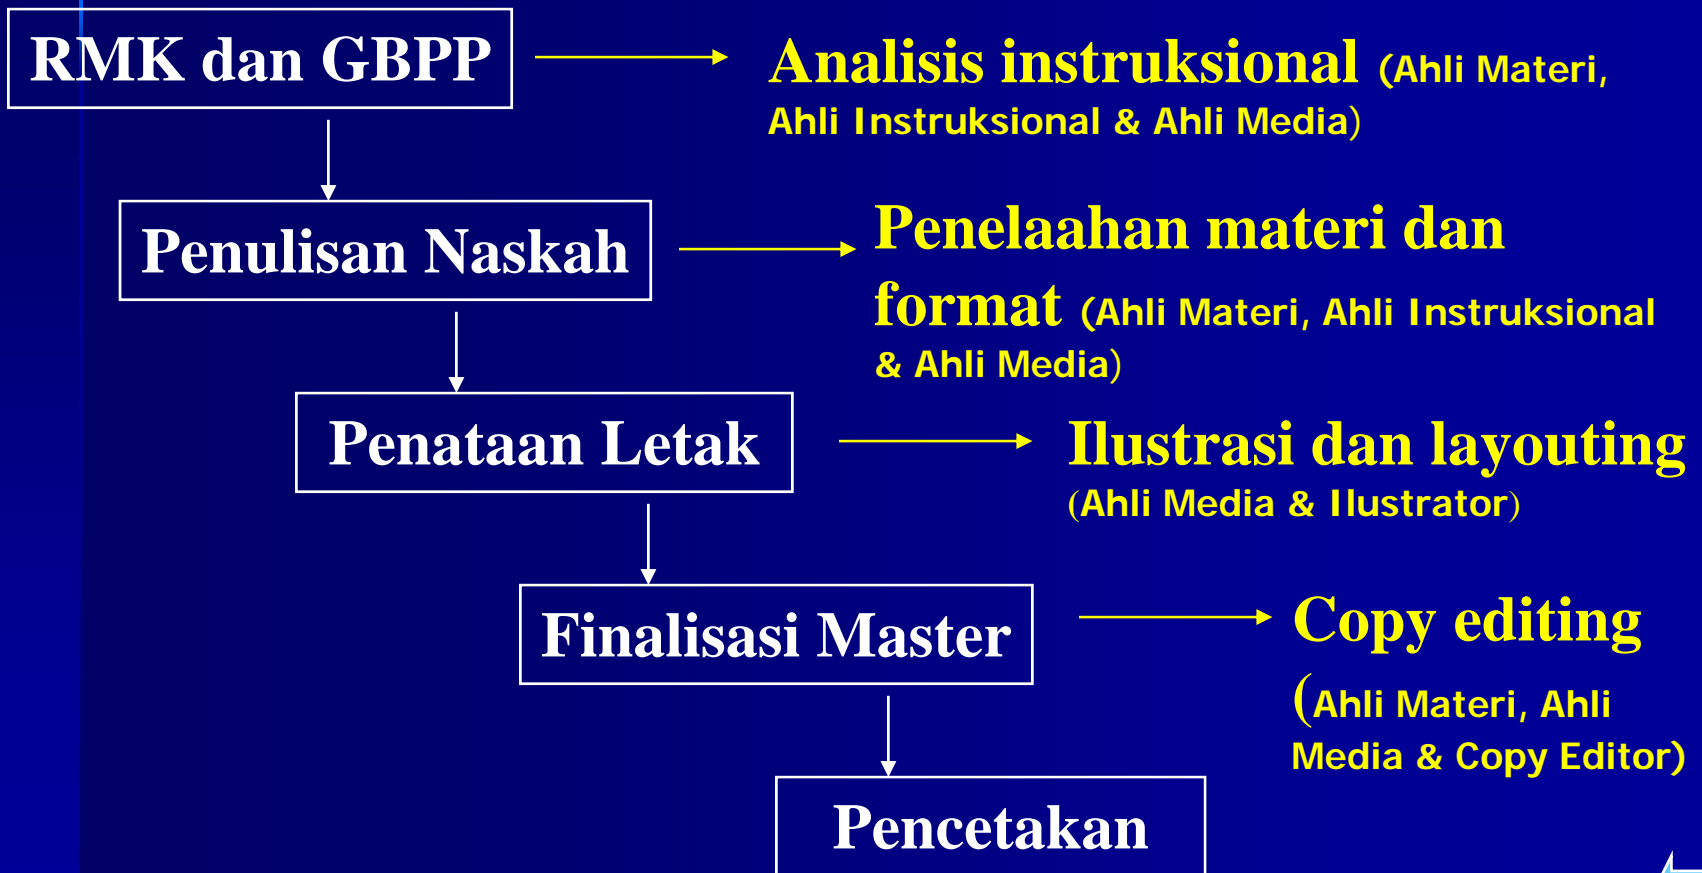 RMK dan GBPP
Analisis instruksional (Ahli Materi,
Ahli Instruksional & Ahli Media)
Penulisan Naskah
Penelaahan materi dan
format (Ahli Materi, Ahli Instruksional
& Ahli Media)
Penataan Letak
Ilustrasi dan layouting
(Ahli Media & Ilustrator)
Finalisasi Master
Copy editing
(Ahli Materi, Ahli
Media & Copy Editor)
Pencetakan